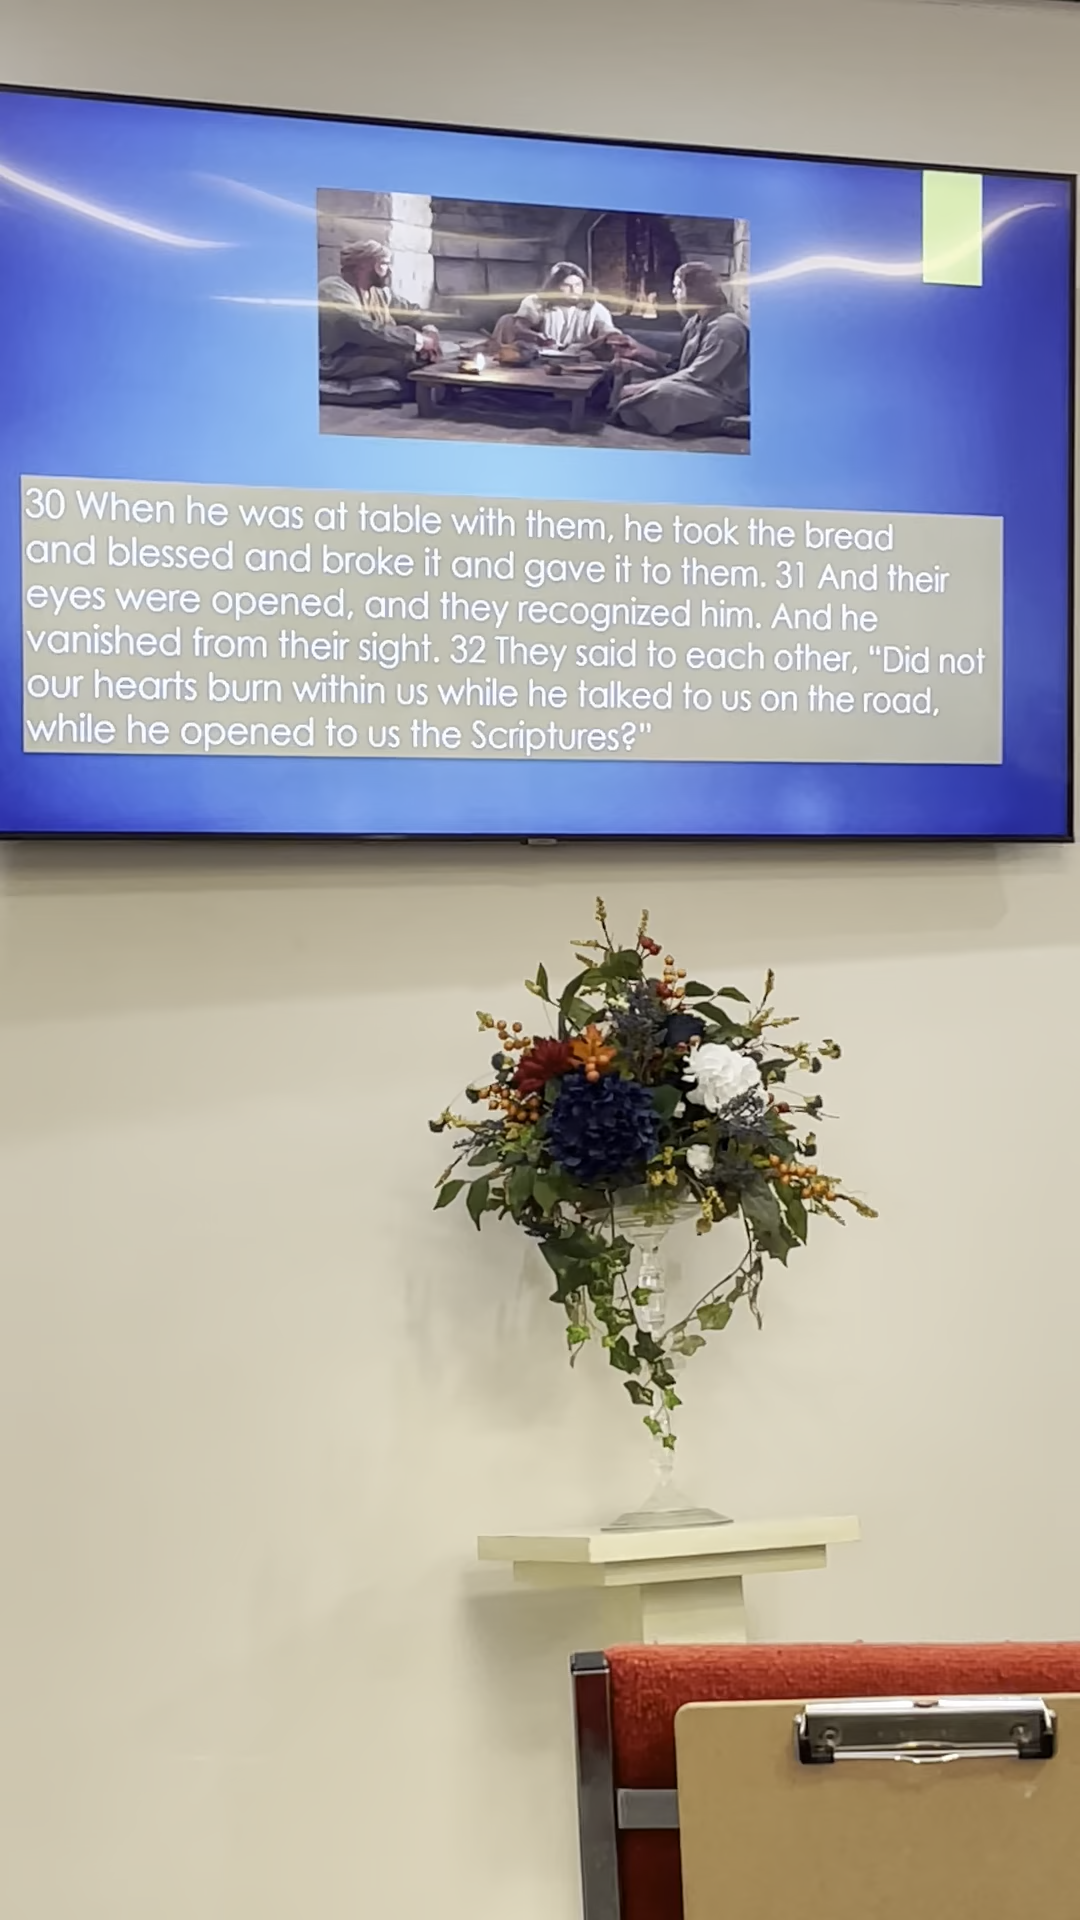 30 When he was at table with them, he took the bread
and blessed and broke it and gave it to them. 31 And their
eyes were opened, and they recognized him. And he
vanished from their sight. 32 They said to each other, “Did not
our hearts burn within us while he talked to us on the road,
while he opened to us the Scriptures?"